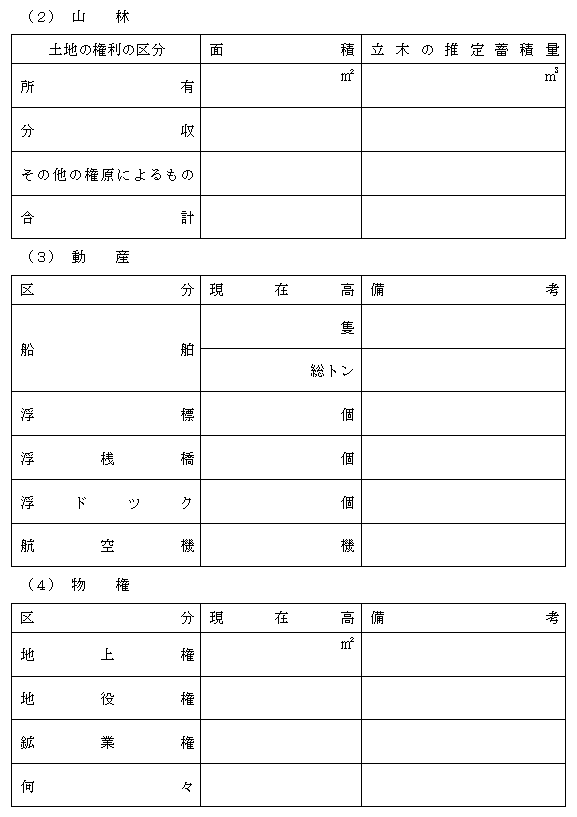 （２） 山　林
土地の権利の区分 面積 立木の推定蓄積量
所有 ㎡ ㎥
分収
その他の権原によるもの
合計
（３） 動　産
区分 現在高 備考
船舶 隻
総トン
浮標 個
浮桟橋 個
浮ドツク 個
航空機 機
（４） 物　権
区分 現在高 備考
地上権 ㎡
地役権
鉱業権
何々